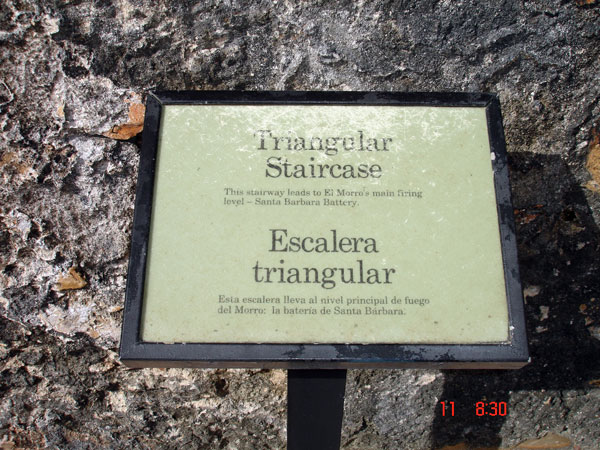 Triangular
Staircase
This stairway leads to El Morro's main firing
level – Santa Barbara Battery.
Escalera
triangular
Esta escalera lleva al nivel principal de fuego
del Morro: la batería de Santa Bárbara.
11 8:30